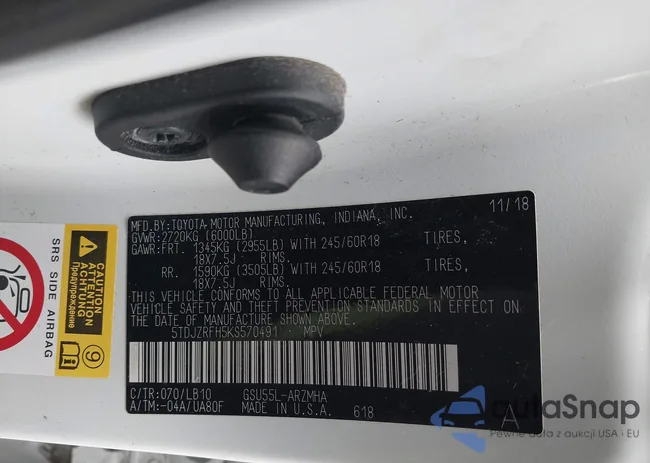 MFD.BY:TOYOTA MOTOR MANUFACTURING, INDIANA, INC. 11/18
GVWR:2720KG (6000LB)
GAWR:FRT. 1345KG (2955LB) WITH 245/60R18 TIRES,
18X7.5J RIMS.
RR. 1590KG (3505LB) WITH 245/60R18 TIRES,
18X7.5J RIMS.
THIS VEHICLE CONFORMS TO ALL APPLICABLE FEDERAL MOTOR
VEHICLE SAFETY AND THEFT PREVENTION STANDARDS IN EFFECT
ON THE DATE OF MANUFACTURE SHOWN ABOVE.
5TDJZRFH5KS570491 MPV
C/TR:070/LB10 GSU55L-ARZMHA
A/TM:-04A/UA80F MADE IN U.S.A. 618
A
SRS SIDE AIRBAG
CAUTION
ATTENTION
ACHTUNG
Предупреждение
9
autaSnap
Pewne auta z aukcji USA i EU